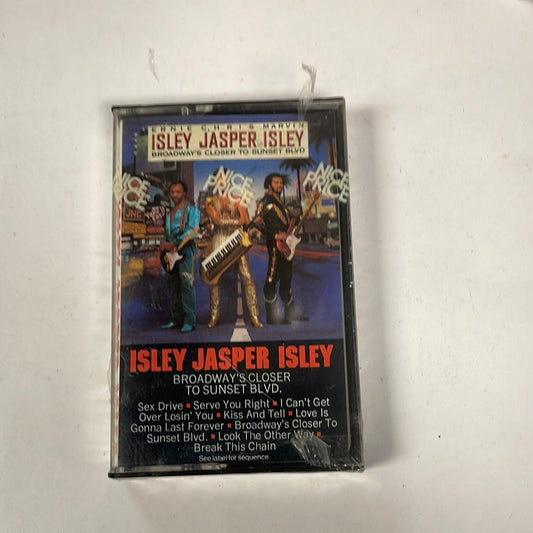 ERNIE CHRIS MARVIN
ISLEY JASPER ISLEY
BROADWAY'S CLOSER TO SUNSET BLVD
NICE PRICE
NICE PRICE
NICE PRICE
ISLEY JASPER ISLEY
BROADWAY'S CLOSER
TO SUNSET BLVD.
Sex Drive ▪ Serve You Right ▪ I Can't Get
Over Losin' You ▪ Kiss And Tell ▪ Love Is
Gonna Last Forever ▪ Broadway's Closer To
Sunset Blvd. ▪ Look The Other Way ▪
Break This Chain
See label for sequence